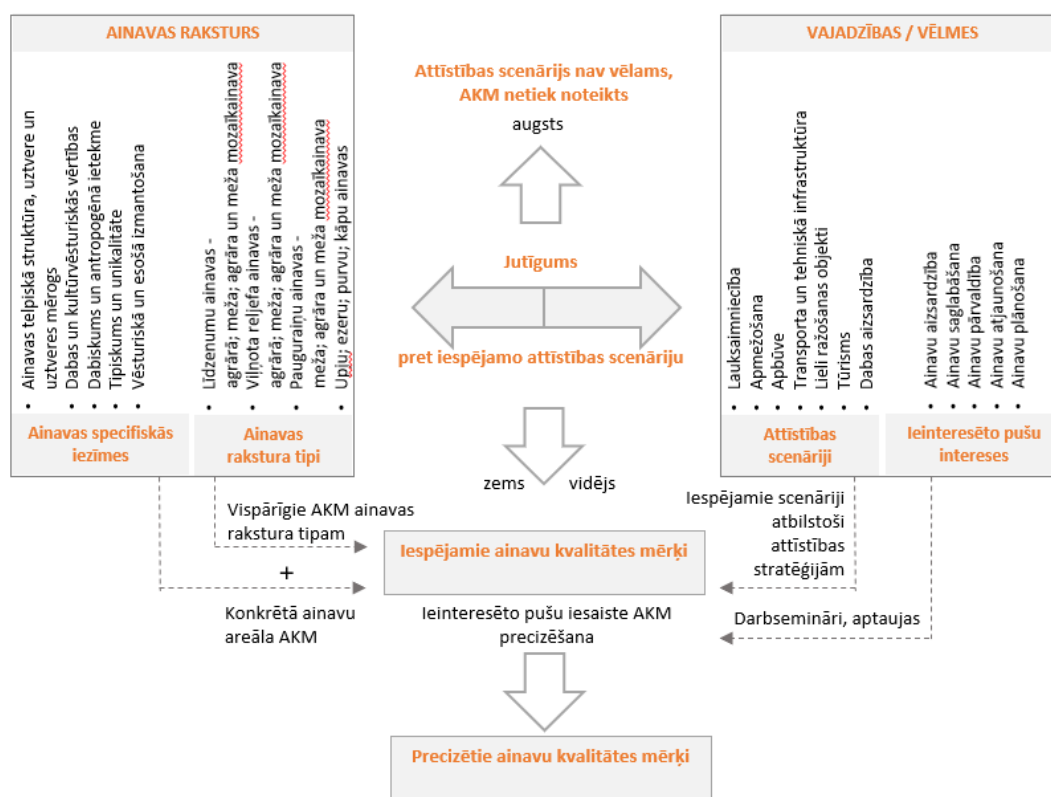 AINAVAS RAKSTURS
• Ainavas telpiskā struktūra, uztvere un
uztveres mērogs
• Dabas un kultūrvēsturiskās vērtības
• Dabiskums un antropogēnā ietekme
• Tipiskums un unikalitāte
• Vēsturiskā un esošā izmantošana
• Līdzenumu ainavas -
agrārā; meža; agrāra un meža mozaīkainava
• Viļņota reljefa ainavas -
agrārā; meža; agrāra un meža mozaīkainava
• Pauguraiņu ainavas -
meža; agrāra un meža mozaīkainava
• Upju; ezeru; purvu; kāpu ainavas
Ainavas specifiskās
iezīmes
Ainavas
rakstura tipi
Attīstības scenārijs nav vēlams,
AKM netiek noteikts
augsts
Jutīgums
pret iespējamo attīstības scenāriju
zems vidējs
VAJADZĪBAS / VĒLMES
• Lauksaimniecība
• Apmežošana
• Apbūve
• Transporta un tehniskā infrastruktūra
• Lieli ražošanas objekti
• Tūrisms
• Dabas aizsardzība
• Ainavu aizsardzība
• Ainavu saglabāšana
• Ainavu pārvaldība
• Ainavu atjaunošana
• Ainavu plānošana
Attīstības
scenāriji
Ieinteresēto pušu
intereses
Vispārīgie AKM ainavas
rakstura tipam
+
Konkrētā ainavu
areāla AKM
Iespējamie ainavu kvalitātes mērķi
Iespējamie scenāriji
atbilstoši
attīstības
stratēģijām
Ieinteresēto pušu iesaiste AKM
precizēšana
Darbsemināri, aptaujas
Precizētie ainavu kvalitātes mērķi